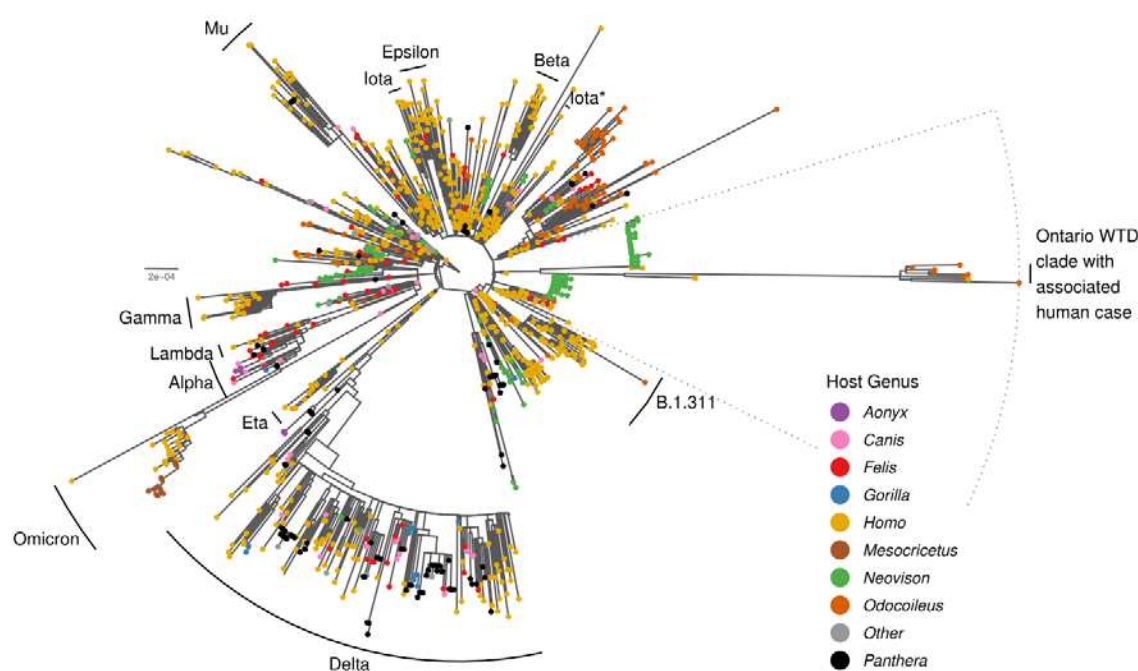 Mu
Epsilon
Iota
Beta
Iota*
Ontario WTD
clade with
associated
human case
2e-04
Gamma
Lambda
Alpha
B.1.311
Eta
Omicron
Delta
Host Genus
Aonyx
Canis
Felis
Gorilla
Homo
Mesocricetus
Neovison
Odocoileus
Other
Panthera